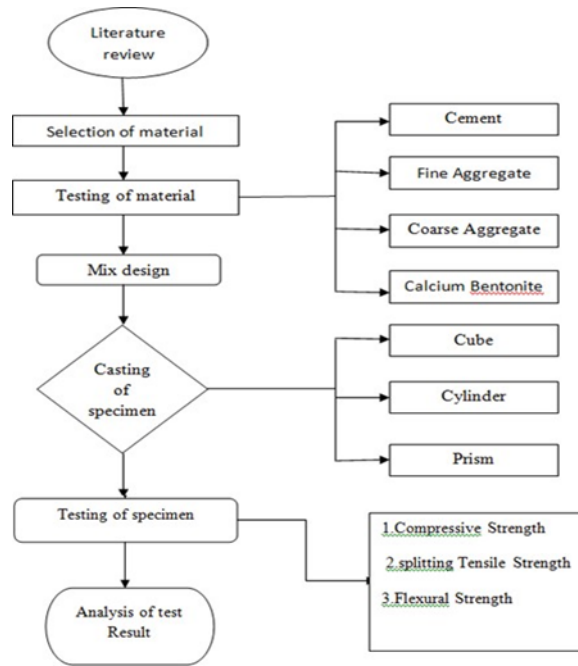 Literature
review
Selection of material
Testing of material
Cement
Fine Aggregate
Coarse Aggregate
Calcium Bentonite
Mix design
Casting
of
specimen
Cube
Cylinder
Prism
Testing of specimen
1.Compressive Strength
2.splitting Tensile Strength
3.Flexural Strength
Analysis of test
Result